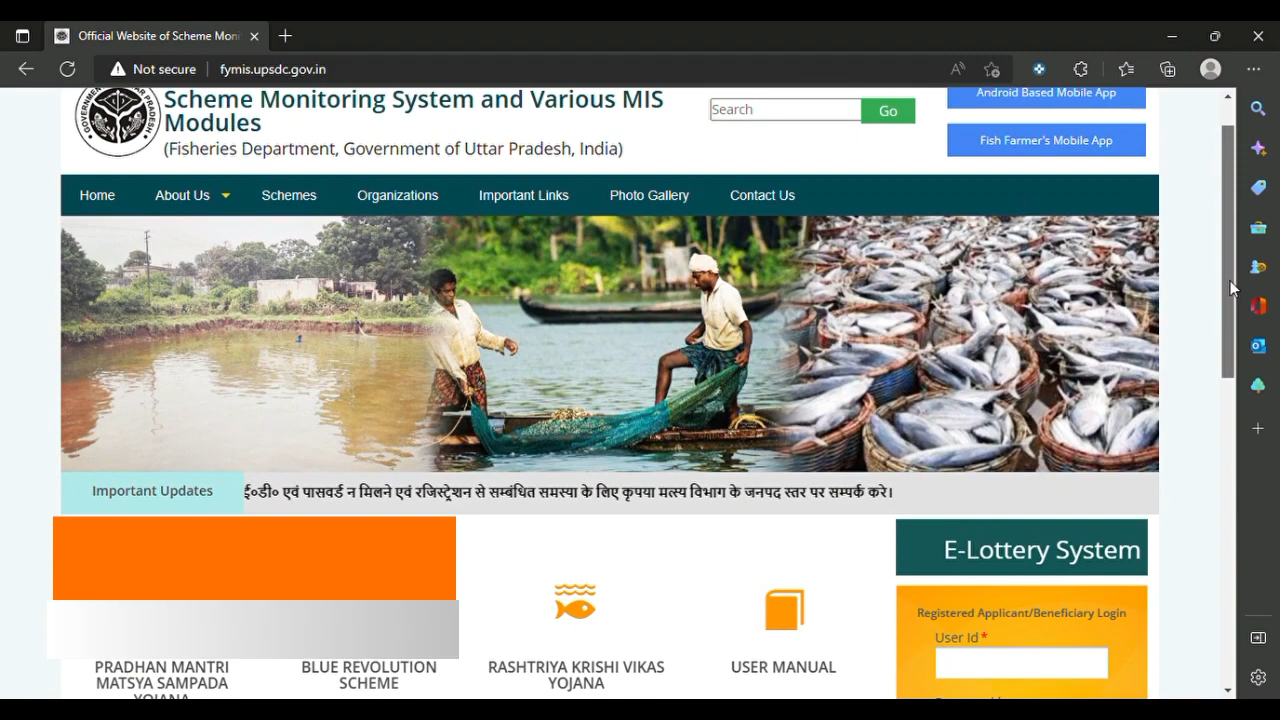 Official Website of Scheme Moni
Not secure
fymis.upsdc.gov.in
Scheme Monitoring System and Various MIS
Modules
(Fisheries Department, Government of Uttar Pradesh, India)
Search
Go
Android Based Mobile App
Fish Farmer's Mobile App
Home
About Us
Schemes
Organizations
Important Links
Photo Gallery
Contact Us
Important Updates
ई०डी० एवं पासवर्ड न मिलने एवं रजिस्ट्रेशन से सम्बंधित समस्या के लिए कृपया मत्स्य विभाग के जनपद स्तर पर सम्पर्क करे।
E-Lottery System
Registered Applicant/Beneficiary Login
User Id*
PRADHAN MANTRI
MATSYA SAMPADA
YOJANA
BLUE REVOLUTION
SCHEME
RASHTRIYA KRISHI VIKAS
YOJANA
USER MANUAL